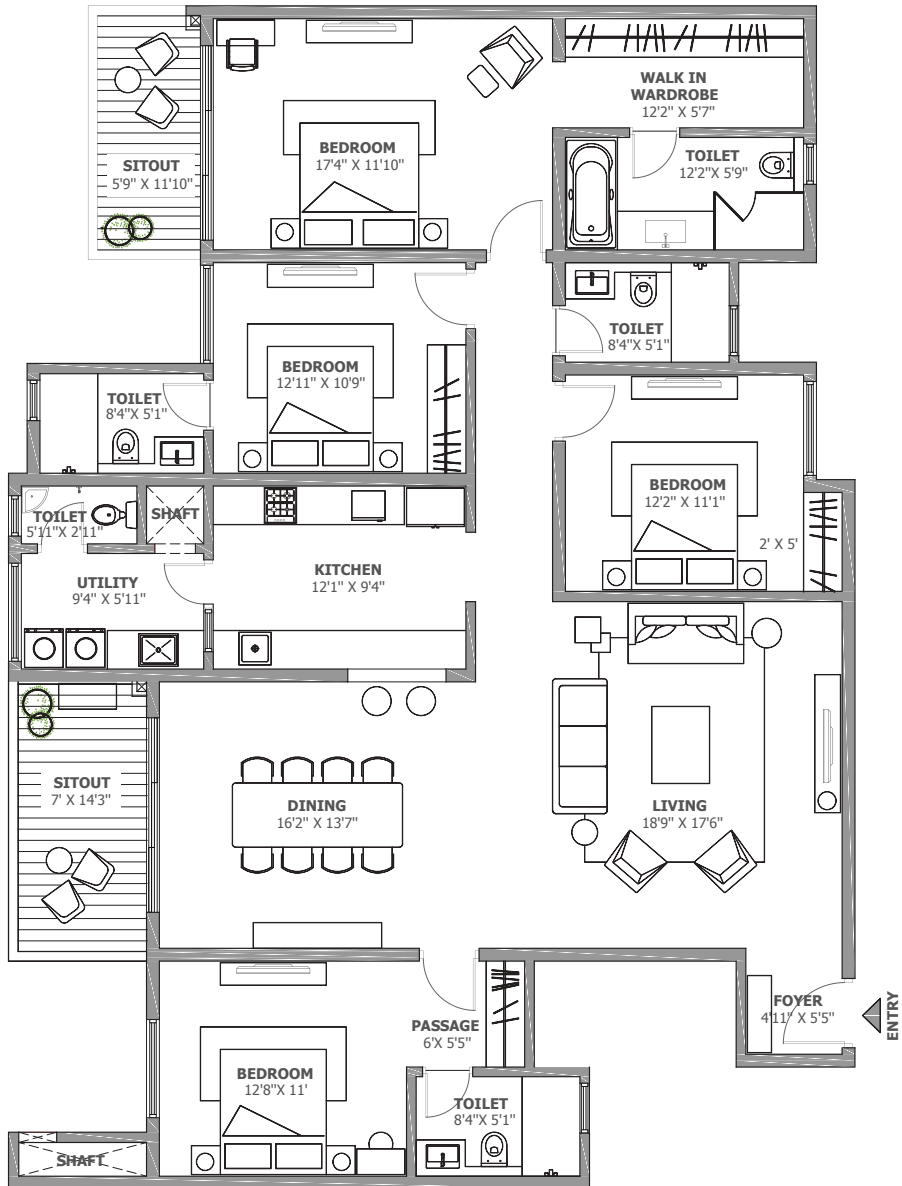 WALK IN
WARDROBE
12'2" X 5'7"
BEDROOM
17'4" X 11'10"
TOILET
12'2"X 5'9"
SITOUT
5'9" X 11'10"
TOILET
8'4"X 5'1"
BEDROOM
12'11" X 10'9"
TOILET
8'4"X 5'1"
BEDROOM
12'2" X 11'1"
2' X 5'
TOILET
5'11"X 2'11"
SHAFT
KITCHEN
12'1" X 9'4"
UTILITY
9'4" X 5'11"
SITOUT
7' X 14'3"
DINING
16'2" X 13'7"
LIVING
18'9" X 17'6"
FOYER
4'11" X 5'5"
ENTRY
PASSAGE
6'X 5'5"
BEDROOM
12'8"X 11'
TOILET
8'4"X 5'1"
SHAFT